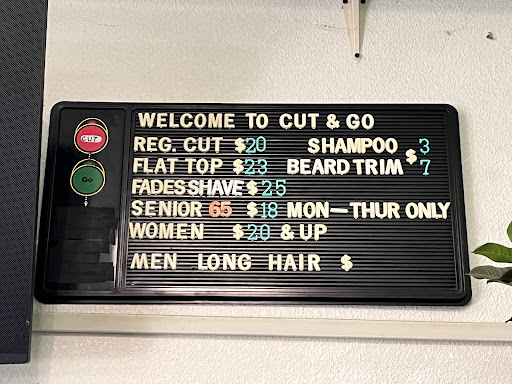 CUT
Go
WELCOME TO CUT & GO
REG. CUT $20 SHAMPOO $3
FLAT TOP $23 BEARD TRIM $7
FADES SHAVE $25
SENIOR 65 $18 MON—THUR ONLY
WOMEN $20 & UP
MEN LONG HAIR $